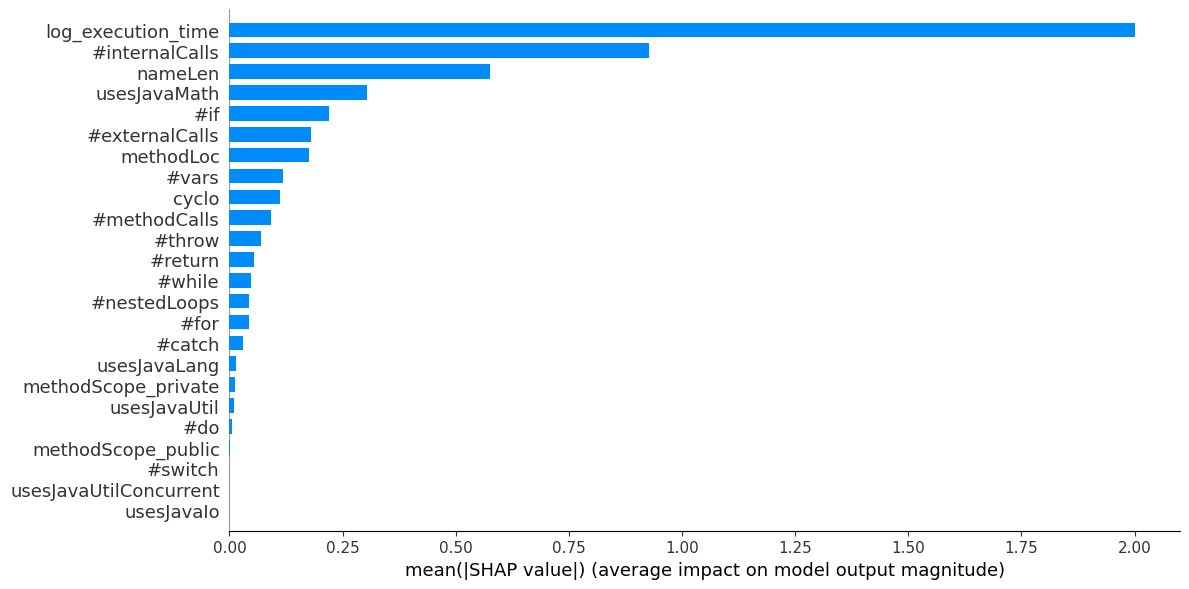 log_execution_time
#internalCalls
nameLen
usesJavaMath
#if
#externalCalls
methodLoc
#vars
cyclo
#methodCalls
#throw
#return
#while
#nestedLoops
#for
#catch
usesJavaLang
methodScope_private
usesJavaUtil
#do
methodScope_public
#switch
usesJavaUtilConcurrent
usesJavaIo
0.00 0.25 0.50 0.75 1.00 1.25 1.50 1.75 2.00
mean(|SHAP value|) (average impact on model output magnitude)